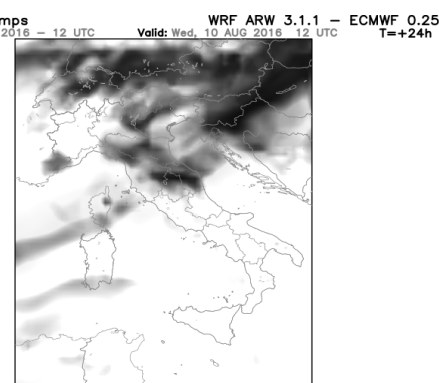 mps WRF ARW 3.1.1 – ECMWF 0.25
2016 – 12 UTC Valid: Wed, 10 AUG 2016 12 UTC T=+24h